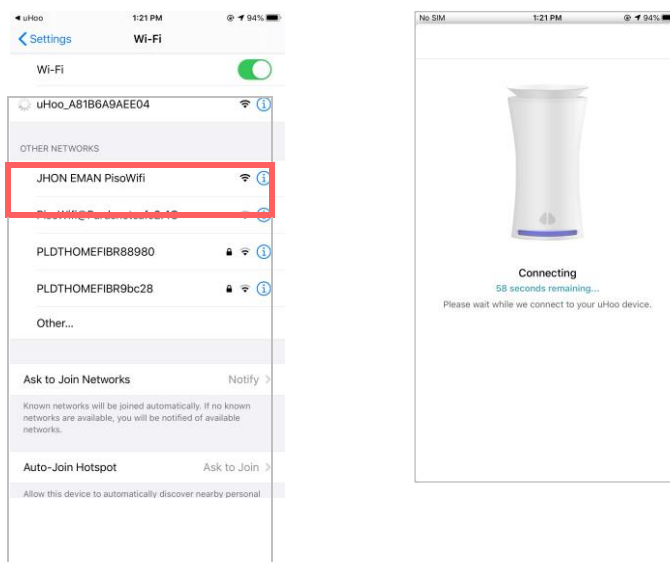 uHoo
1:21 PM
94%
Settings
Wi-Fi
Wi-Fi
uHoo_A81B6A9AEE04
OTHER NETWORKS
JHON EMAN PisoWifi
PLDTHOMEFIBR88980
PLDTHOMEFIBR9bc28
Other...
Ask to Join Networks
Notify
Known networks will be joined automatically. If no known
networks are available, you will be notified of available
networks.
Auto-Join Hotspot
Ask to Join
Allow this device to automatically discover nearby personal
No SIM
1:21 PM
94%
Connecting
58 seconds remaining...
Please wait while we connect to your uHoo device.